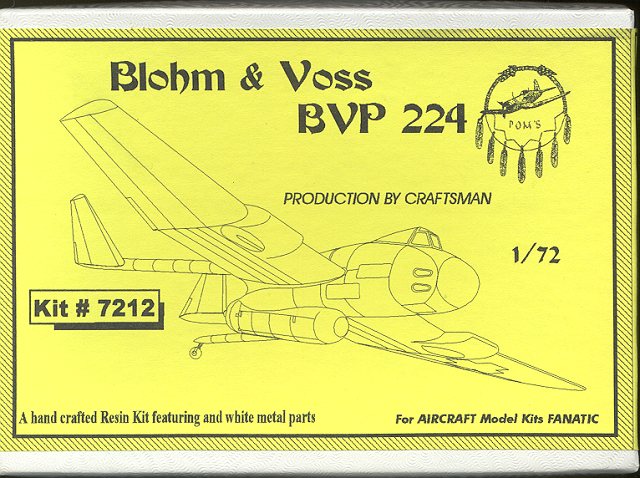 Blohm & Voss
BVP 224
POM'S
PRODUCTION BY CRAFTSMAN
1/72
Kit # 7212
A hand crafted Resin Kit featuring and white metal parts
For AIRCRAFT Model Kits FANATIC